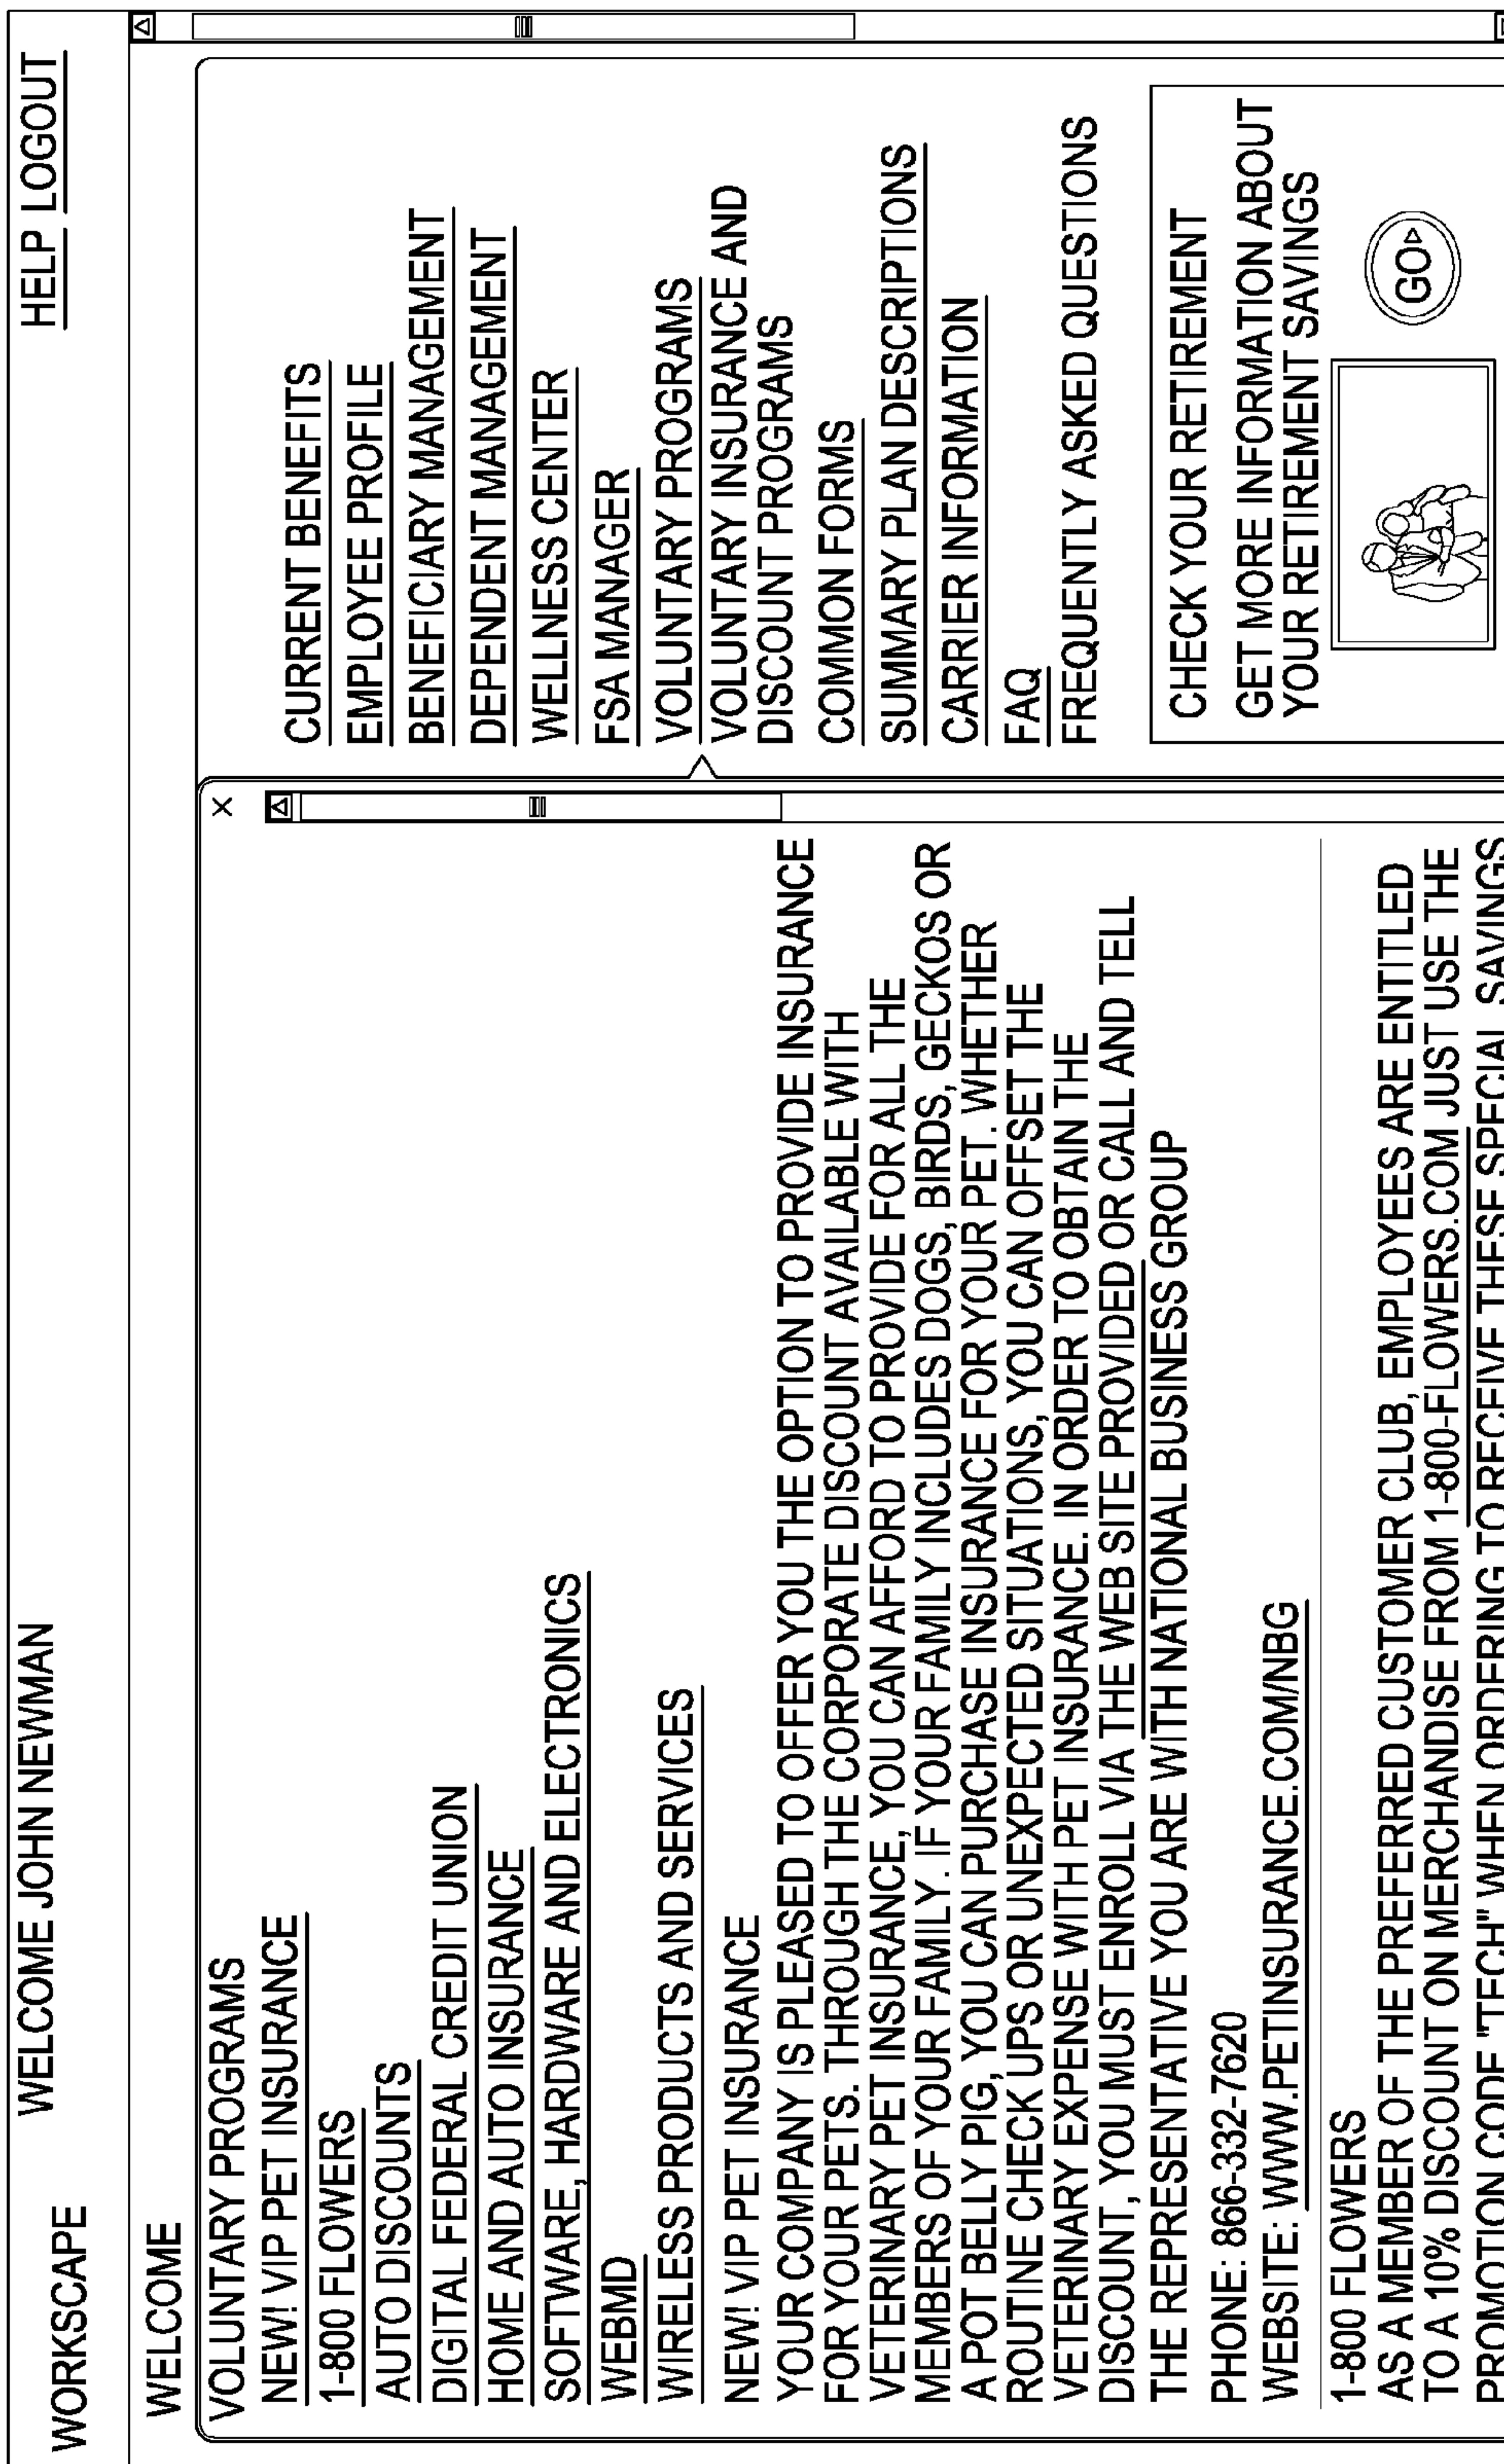 WORKSCAPE
WELCOME JOHN NEWMAN
HELP LOGOUT
WELCOME
VOLUNTARY PROGRAMS
NEW! VIP PET INSURANCE
1-800 FLOWERS
AUTO DISCOUNTS
DIGITAL FEDERAL CREDIT UNION
HOME AND AUTO INSURANCE
SOFTWARE, HARDWARE AND ELECTRONICS
WEBMD
WIRELESS PRODUCTS AND SERVICES
NEW! VIP PET INSURANCE
YOUR COMPANY IS PLEASED TO OFFER YOU THE OPTION TO PROVIDE INSURANCE
FOR YOUR PETS. THROUGH THE CORPORATE DISCOUNT AVAILABLE WITH
VETERINARY PET INSURANCE, YOU CAN AFFORD TO PROVIDE FOR ALL THE
MEMBERS OF YOUR FAMILY. IF YOUR FAMILY INCLUDES DOGS, BIRDS, GECKOS OR
A POT BELLY PIG, YOU CAN PURCHASE INSURANCE FOR YOUR PET. WHETHER
ROUTINE CHECK UPS OR UNEXPECTED SITUATIONS, YOU CAN OFFSET THE
VETERINARY EXPENSE WITH PET INSURANCE. IN ORDER TO OBTAIN THE
DISCOUNT, YOU MUST ENROLL VIA THE WEB SITE PROVIDED OR CALL AND TELL
THE REPRESENTATIVE YOU ARE WITH NATIONAL BUSINESS GROUP
PHONE: 866-332-7620
WEBSITE: WWW.PETINSURANCE.COM/NBG
1-800 FLOWERS
AS A MEMBER OF THE PREFERRED CUSTOMER CLUB, EMPLOYEES ARE ENTITLED
TO A 10% DISCOUNT ON MERCHANDISE FROM 1-800-FLOWERS.COM JUST USE THE
PROMOTION CODE "TECH" WHEN ORDERING TO RECEIVE THESE SPECIAL SAVINGS
CURRENT BENEFITS
EMPLOYEE PROFILE
BENEFICIARY MANAGEMENT
DEPENDENT MANAGEMENT
WELLNESS CENTER
FSA MANAGER
VOLUNTARY PROGRAMS
VOLUNTARY INSURANCE AND
DISCOUNT PROGRAMS
COMMON FORMS
SUMMARY PLAN DESCRIPTIONS
CARRIER INFORMATION
FAQ
FREQUENTLY ASKED QUESTIONS
CHECK YOUR RETIREMENT
GET MORE INFORMATION ABOUT
YOUR RETIREMENT SAVINGS
GO